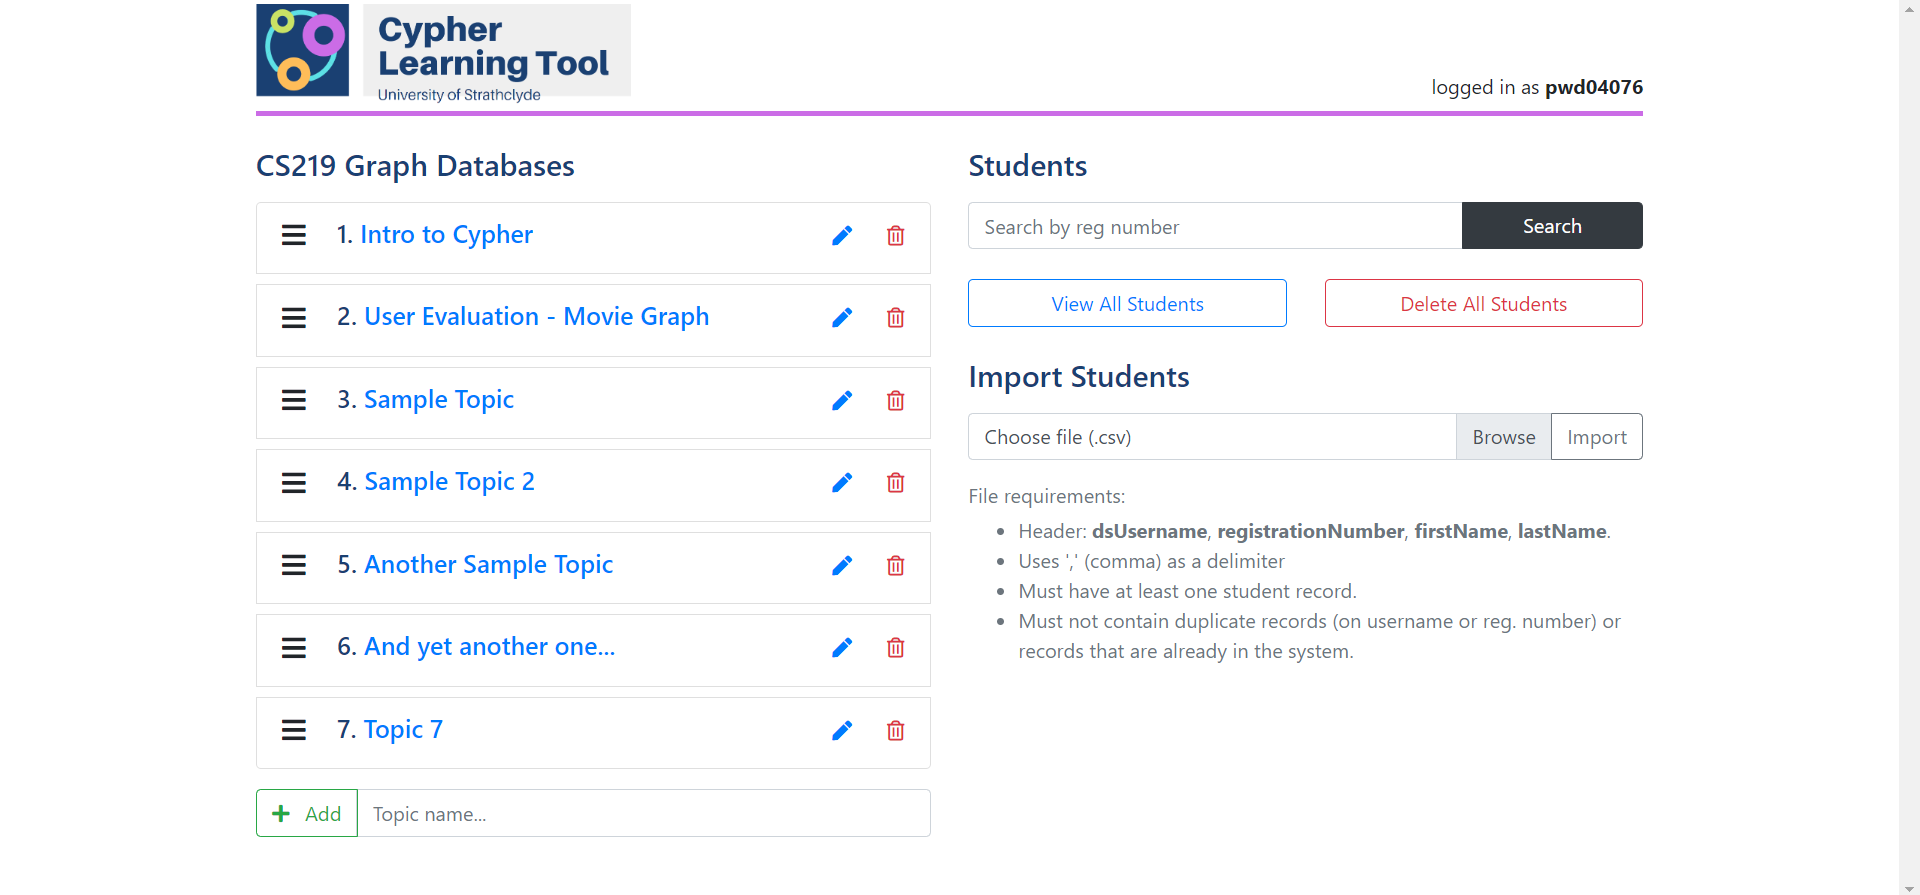 Cypher
Learning Tool
University of Strathclyde
logged in as pwd04076
CS219 Graph Databases
1. Intro to Cypher
2. User Evaluation - Movie Graph
3. Sample Topic
4. Sample Topic 2
5. Another Sample Topic
6. And yet another one...
7. Topic 7
Add
Topic name...
Students
Search by reg number
Search
View All Students
Delete All Students
Import Students
Choose file (.csv)
Browse
Import
File requirements:
Header: dsUsername, registrationNumber, firstName, lastName.
Uses ',' (comma) as a delimiter
Must have at least one student record.
Must not contain duplicate records (on username or reg. number) or
records that are already in the system.